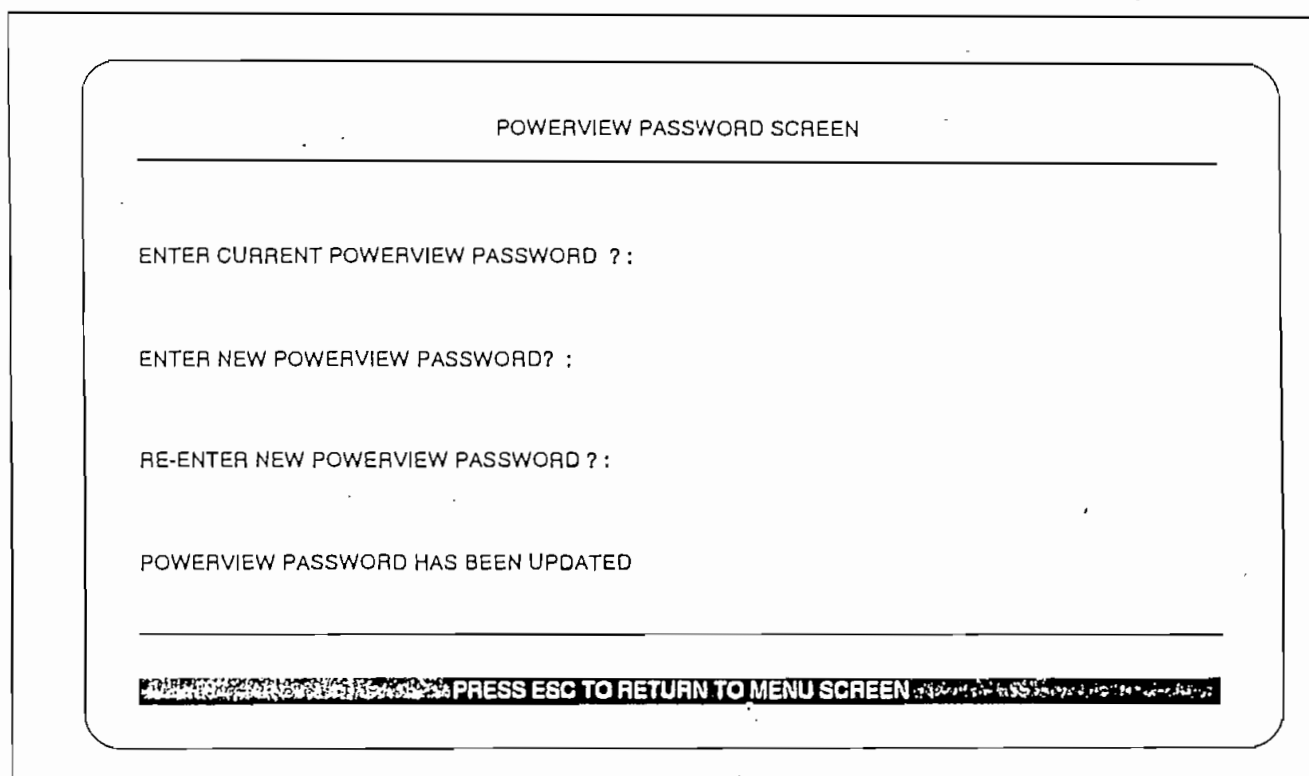 POWERVIEW PASSWORD SCREEN
ENTER CURRENT POWERVIEW PASSWORD ? :
ENTER NEW POWERVIEW PASSWORD? :
RE-ENTER NEW POWERVIEW PASSWORD ? :
POWERVIEW PASSWORD HAS BEEN UPDATED
PRESS ESC TO RETURN TO MENU SCREEN